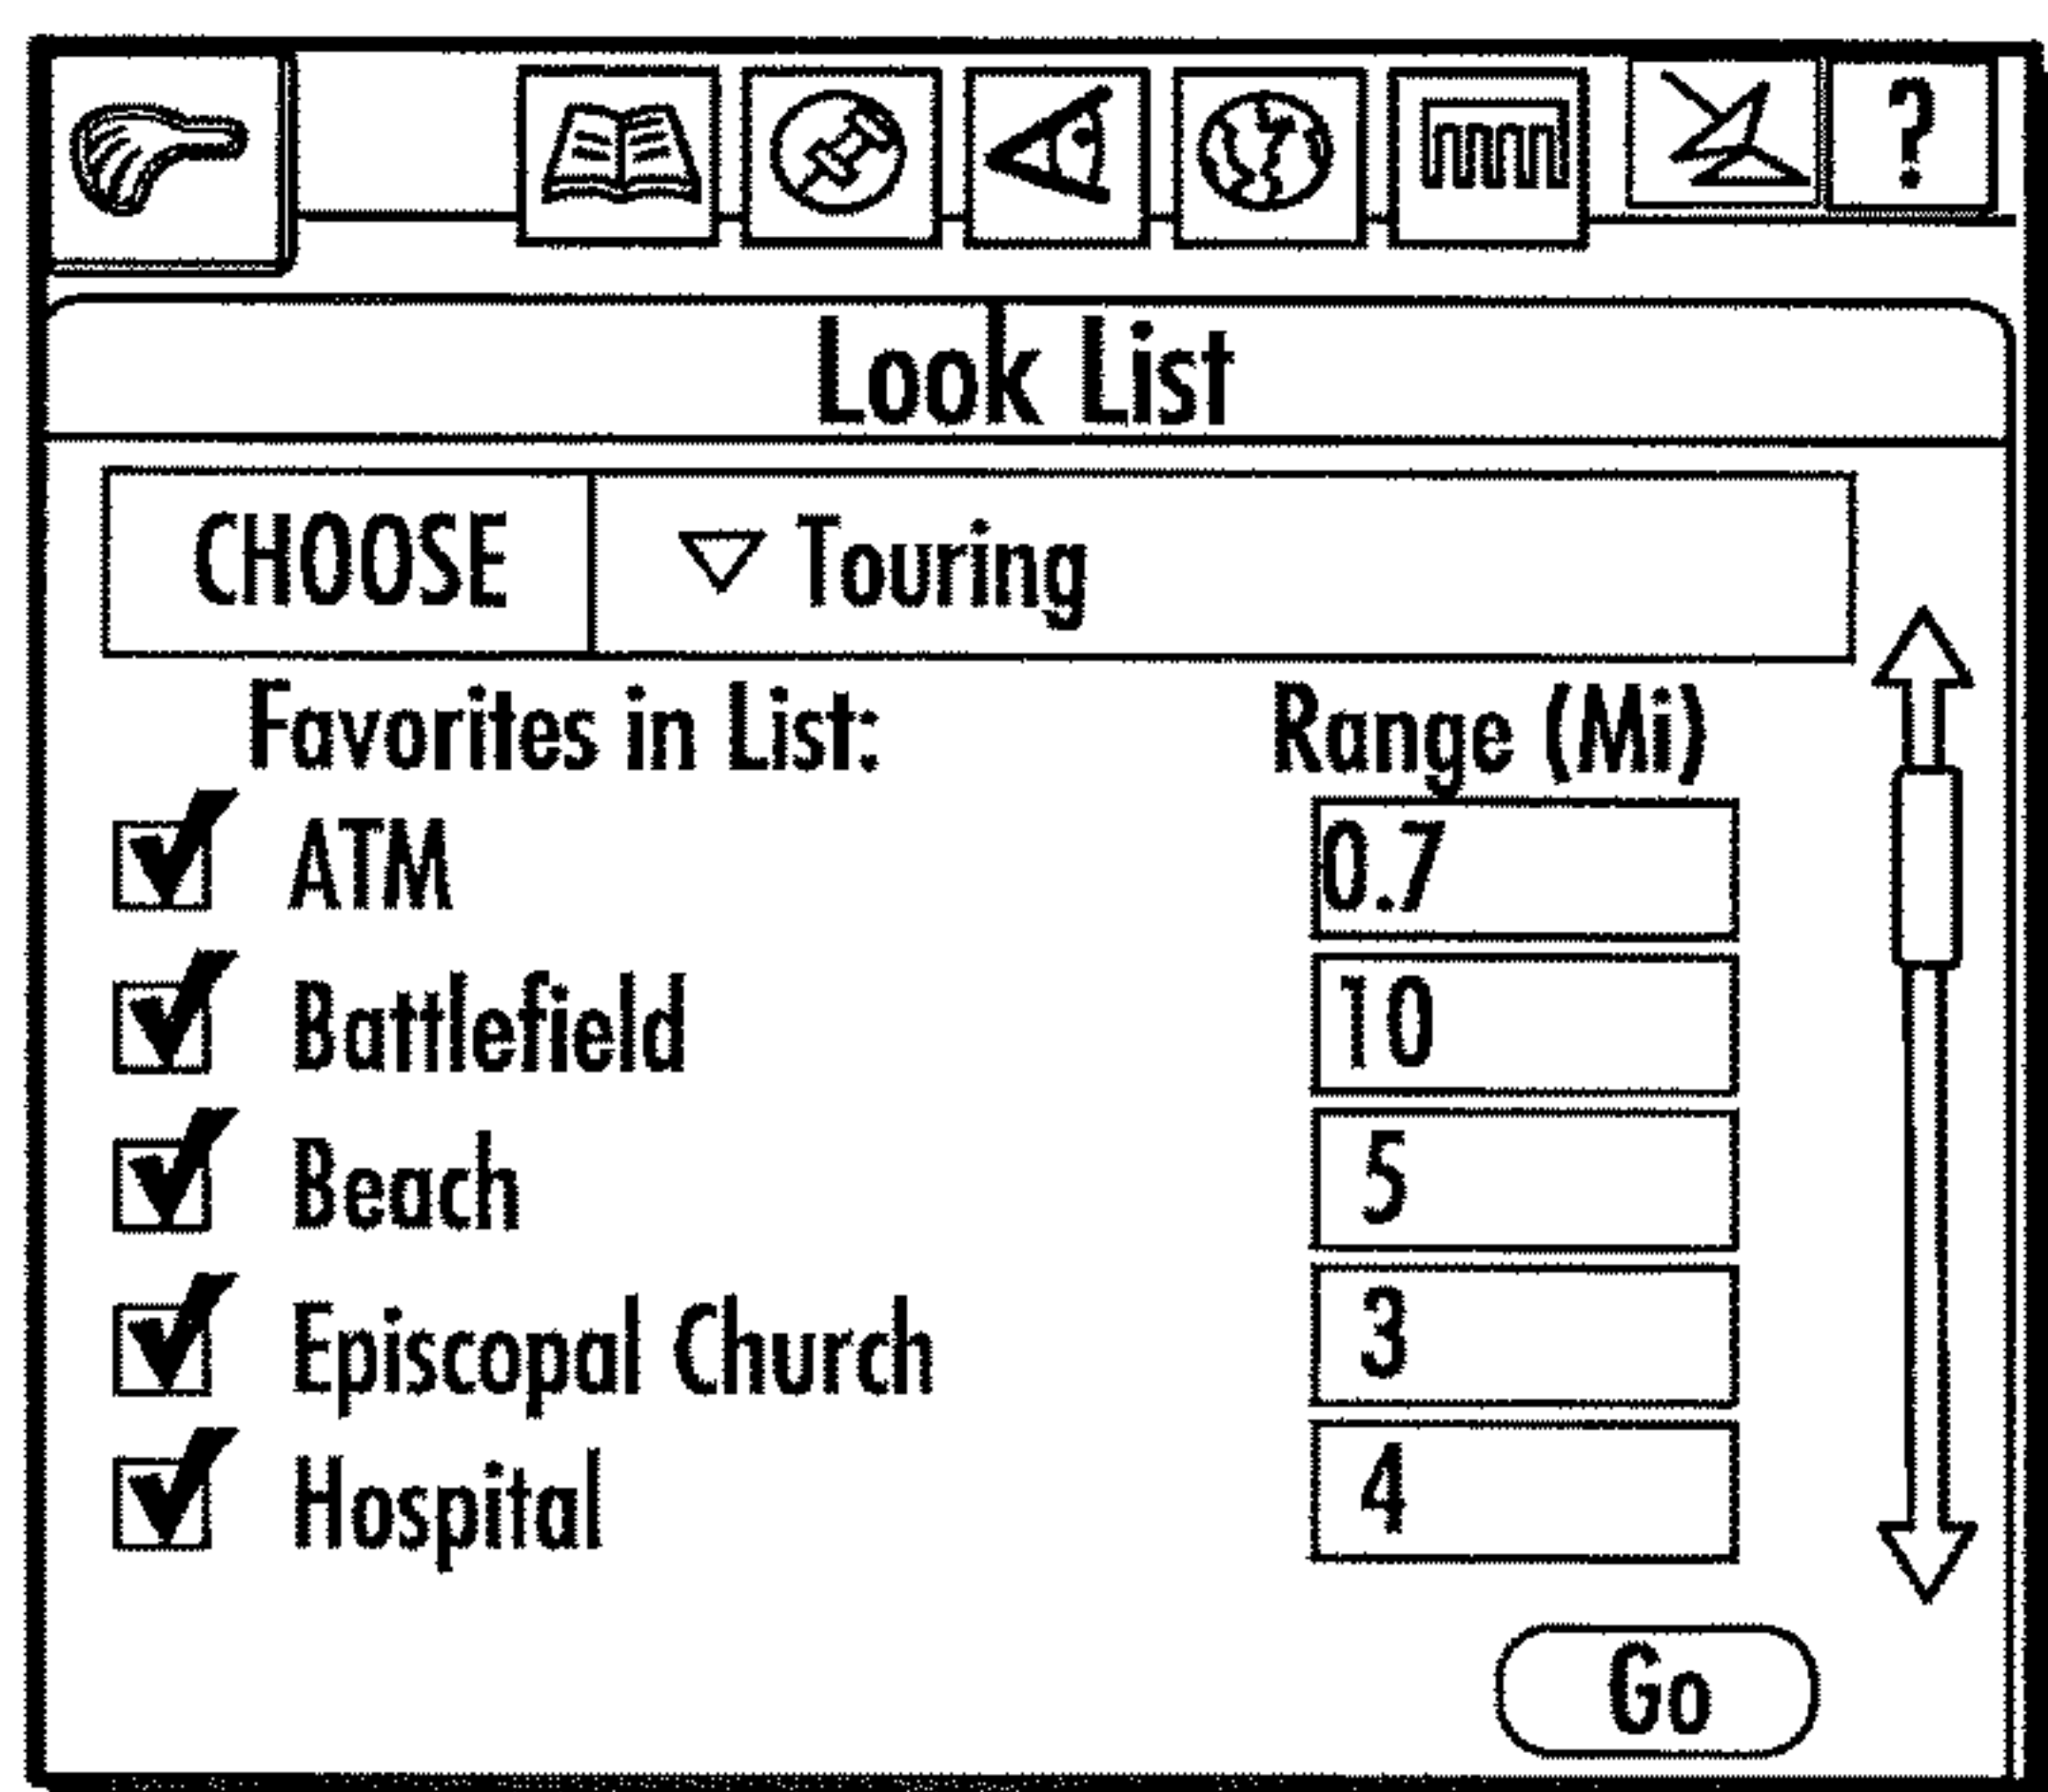 ?
Look List
CHOOSE Touring
Favorites in List: Range (Mi)
ATM 0.7
Battlefield 10
Beach 5
Episcopal Church 3
Hospital 4
Go